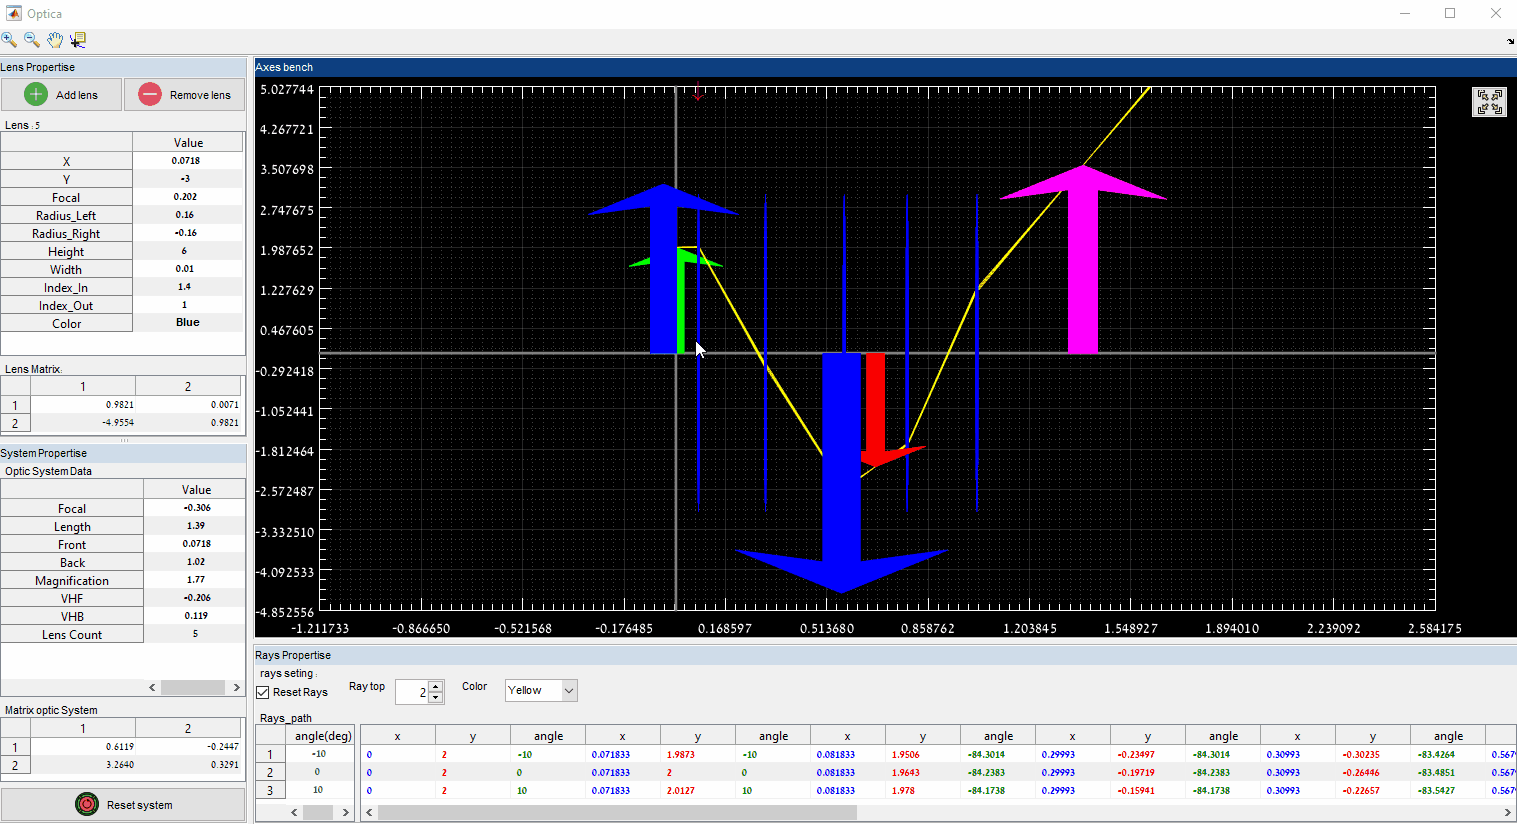 Optica
Lens Propertise
Add lens
Remove lens
Lens : 5
Value
X 0.0718
Y -3
Focal 0.202
Radius_Left 0.16
Radius_Right -0.16
Height 6
Width 0.01
Index_In 1.4
Index_Out 1
Color Blue
Lens Matrix:
1 2
1 0.9821 0.0071
2 -4.9554 0.9821
System Propertise
Optic System Data
Value
Focal -0.306
Length 1.39
Front 0.0718
Back 1.02
Magnification 1.77
VHF -0.206
VHB 0.119
Lens Count 5
Matrix optic System
1 2
1 0.6119 -0.2447
2 3.2640 0.3291
Reset system
Axes bench
5.027744
4.267721
3.507698
2.747675
1.987652
1.227629
0.467605
-0.292418
-1.052441
-1.812464
-2.572487
-3.332510
-4.092533
-4.852556
-1.211733 -0.866650 -0.521568 -0.176485 0.168597 0.513680 0.858762 1.203845 1.548927 1.894010 2.239092 2.584175
Rays Propertise
rays seting :
Reset Rays
Ray top 2
Color Yellow
Rays_path
angle(deg) x y angle x y angle x y angle x y angle x y angle
1 -10 0 2 -10 0.071833 1.9873 -10 0.081833 1.9506 -84.3014 0.29993 -0.23497 -84.3014 0.30993 -0.30235 -83.4264 0.567
2 0 0 2 0 0.071833 2 0 0.081833 1.9643 -84.2383 0.29993 -0.19719 -84.2383 0.30993 -0.26446 -83.4851 0.567
3 10 0 2 10 0.071833 2.0127 10 0.081833 1.978 -84.1738 0.29993 -0.15941 -84.1738 0.30993 -0.22657 -83.5427 0.567